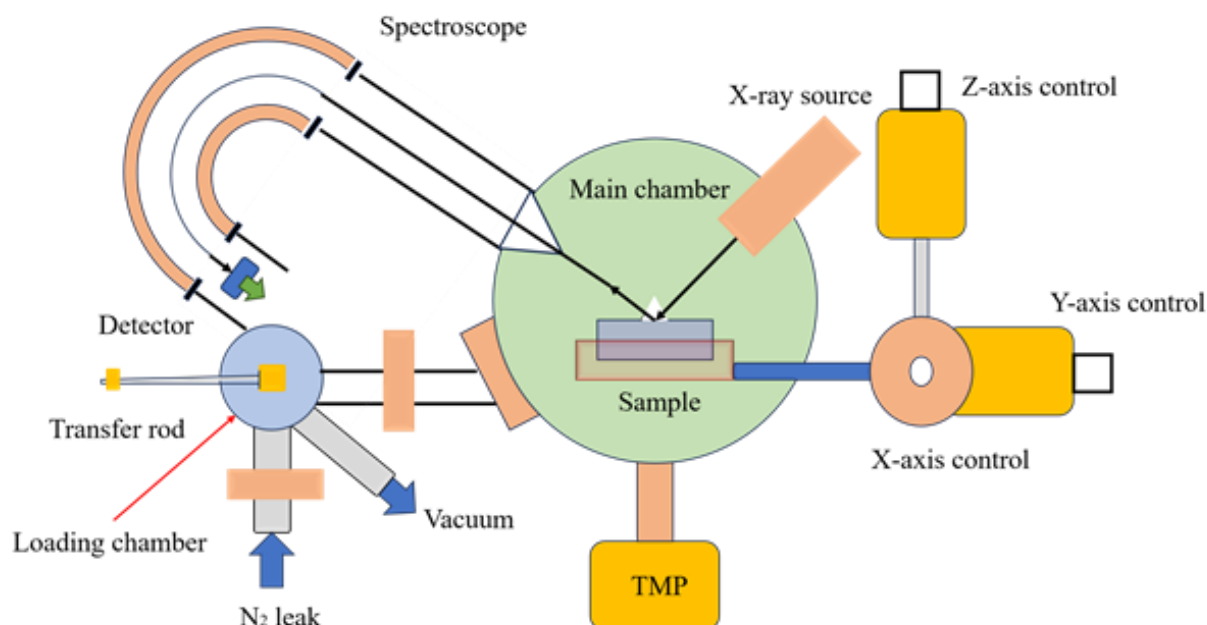 Spectroscope
X-ray source
Z-axis control
Main chamber
Y-axis control
Detector
Sample
Transfer rod
X-axis control
Loading chamber
Vacuum
TMP
N₂ leak